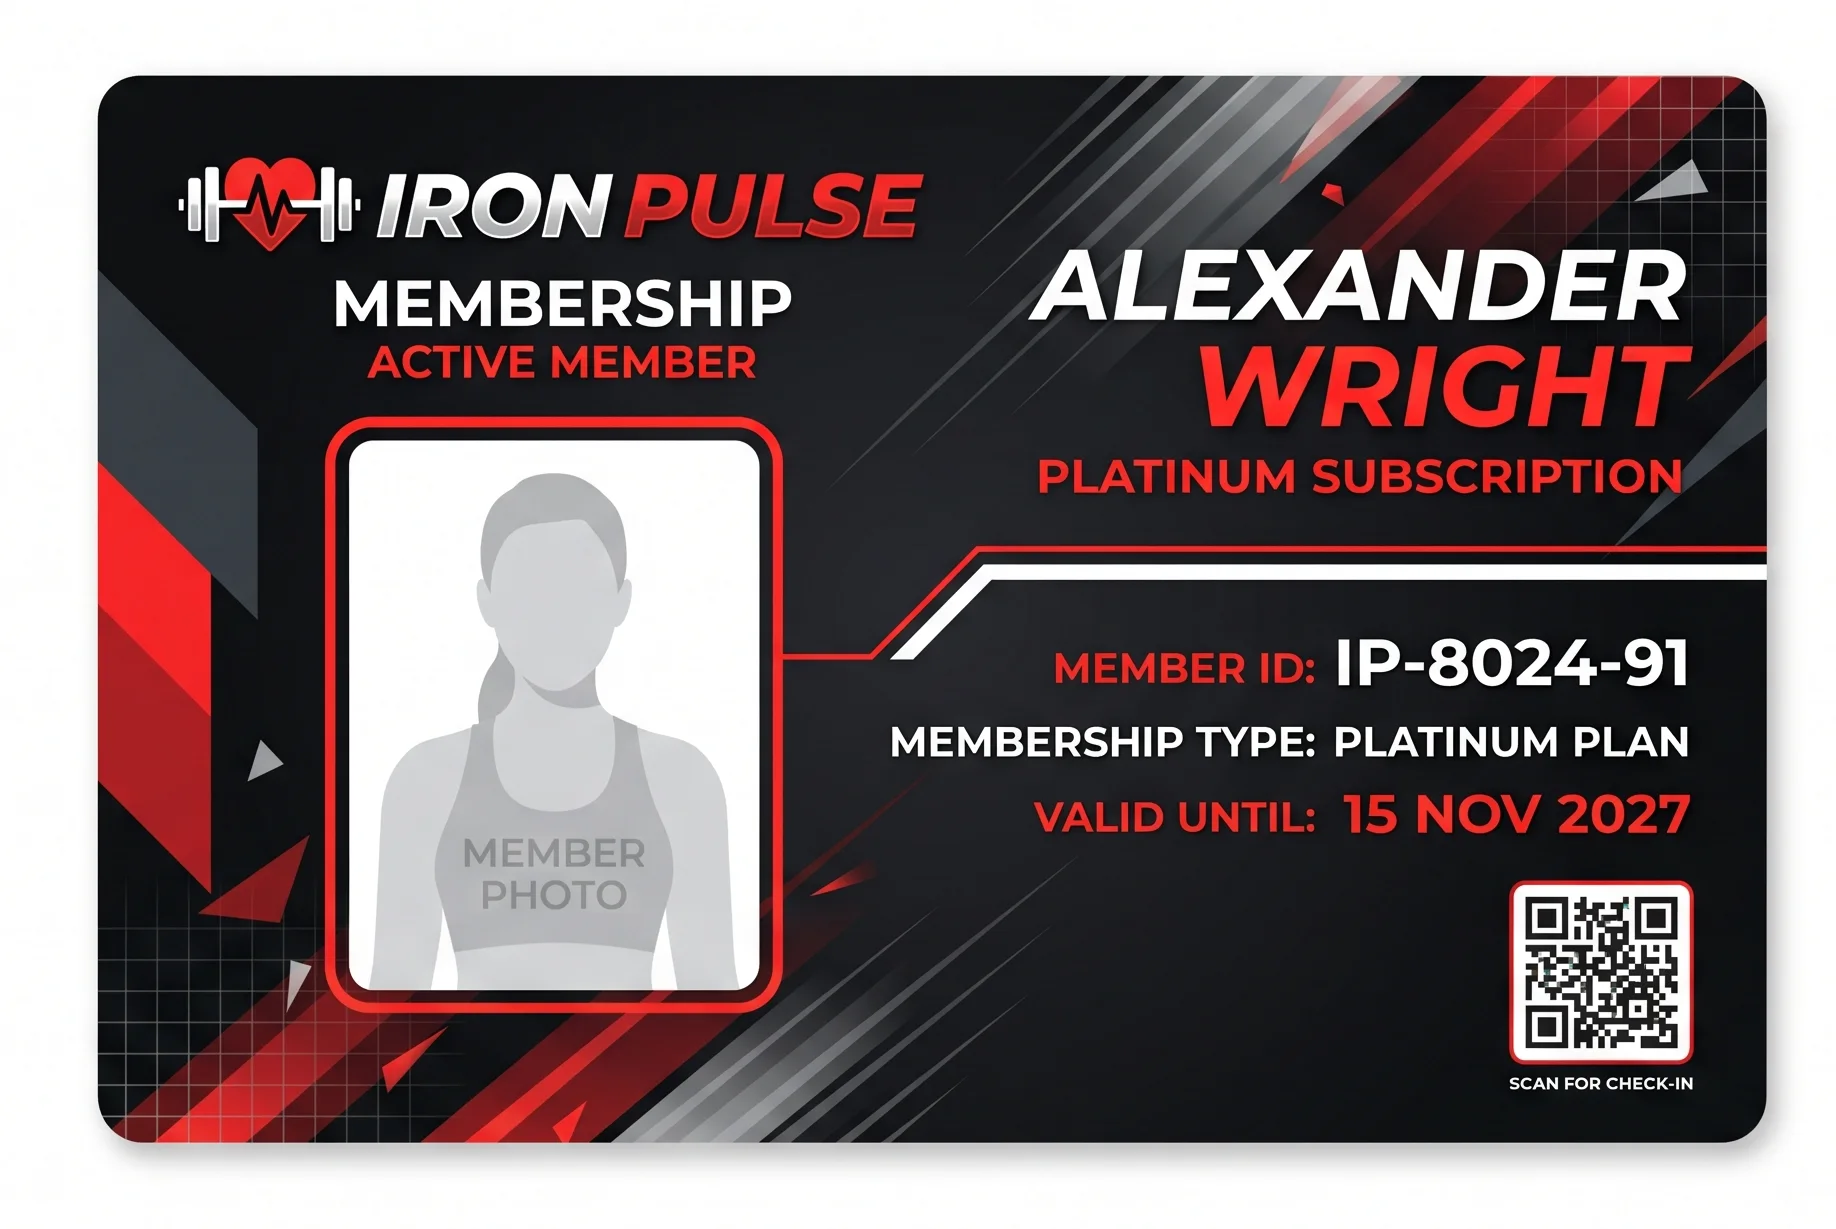 IRON PULSE
MEMBERSHIP
ACTIVE MEMBER
MEMBER
PHOTO
ALEXANDER
WRIGHT
PLATINUM SUBSCRIPTION
MEMBER ID: IP-8024-91
MEMBERSHIP TYPE: PLATINUM PLAN
VALID UNTIL: 15 NOV 2027
SCAN FOR CHECK-IN